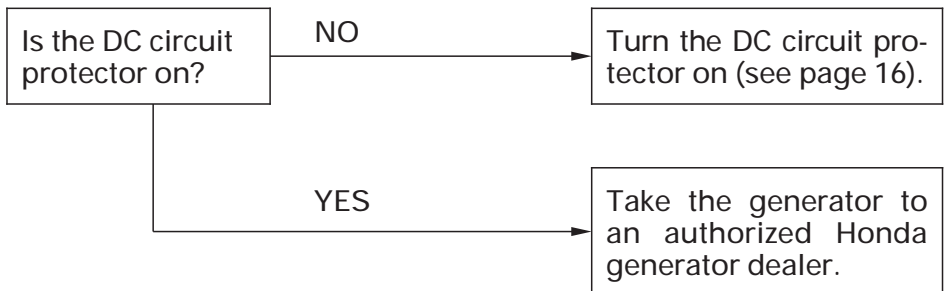 Is the DC circuit
protector on?
NO
Turn the DC circuit pro-
tector on (see page 16).
YES
Take the generator to
an authorized Honda
generator dealer.